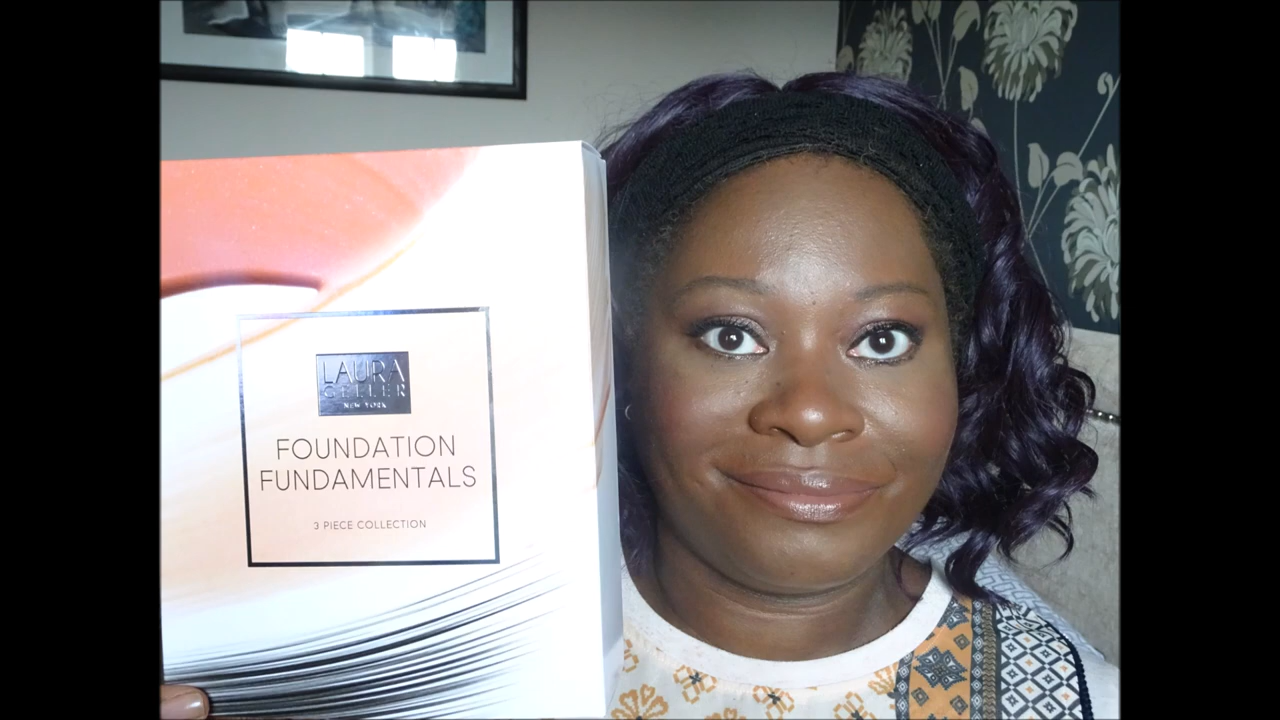 LAURA
GELLER
NEW YORK
FOUNDATION
FUNDAMENTALS
3 PIECE COLLECTION